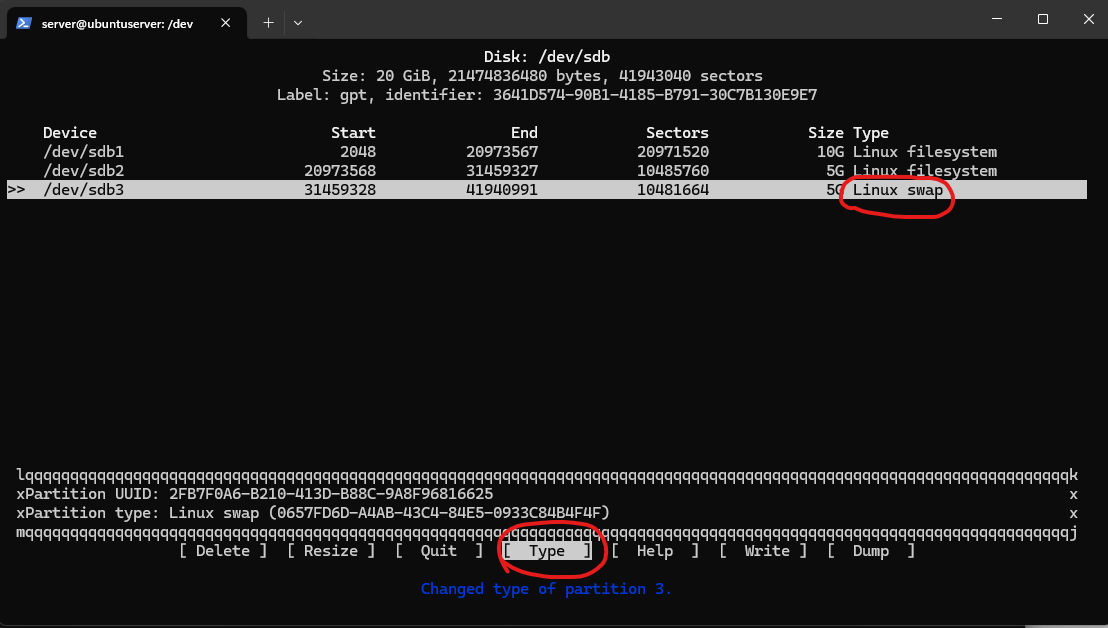 server@ubuntuserver: /dev
Disk: /dev/sdb
Size: 20 GiB, 21474836480 bytes, 41943040 sectors
Label: gpt, identifier: 3641D574-90B1-4185-B791-30C7B130E9E7
Device Start End Sectors Size Type
/dev/sdb1 2048 20973567 20971520 10G Linux filesystem
/dev/sdb2 20973568 31459327 10485760 5G Linux filesystem
>> /dev/sdb3 31459328 41940991 10481664 5G Linux swap
lqqqqqqqqqqqqqqqqqqqqqqqqqqqqqqqqqqqqqqqqqqqqqqqqqqqqqqqqqqqqqqqqqqqqqqqqqqqqqqqqqqqqqqqqqqqqqqqqqqqqqqqqqqqqqqqqqqqqk
xPartition UUID: 2FB7F0A6-B210-413D-B88C-9A8F96816625 x
xPartition type: Linux swap (0657FD6D-A4AB-43C4-84E5-0933C84B4F4F) x
mqqqqqqqqqqqqqqqqqqqqqqqqqqqqqqqqqqqqqqqqqqqqqqqqqqqqqqqqqqqqqqqqqqqqqqqqqqqqqqqqqqqqqqqqqqqqqqqqqqqqqqqqqqqqqqqqqqqqj
[ Delete ] [ Resize ] [ Quit ] [ Type ] [ Help ] [ Write ] [ Dump ]
Changed type of partition 3.